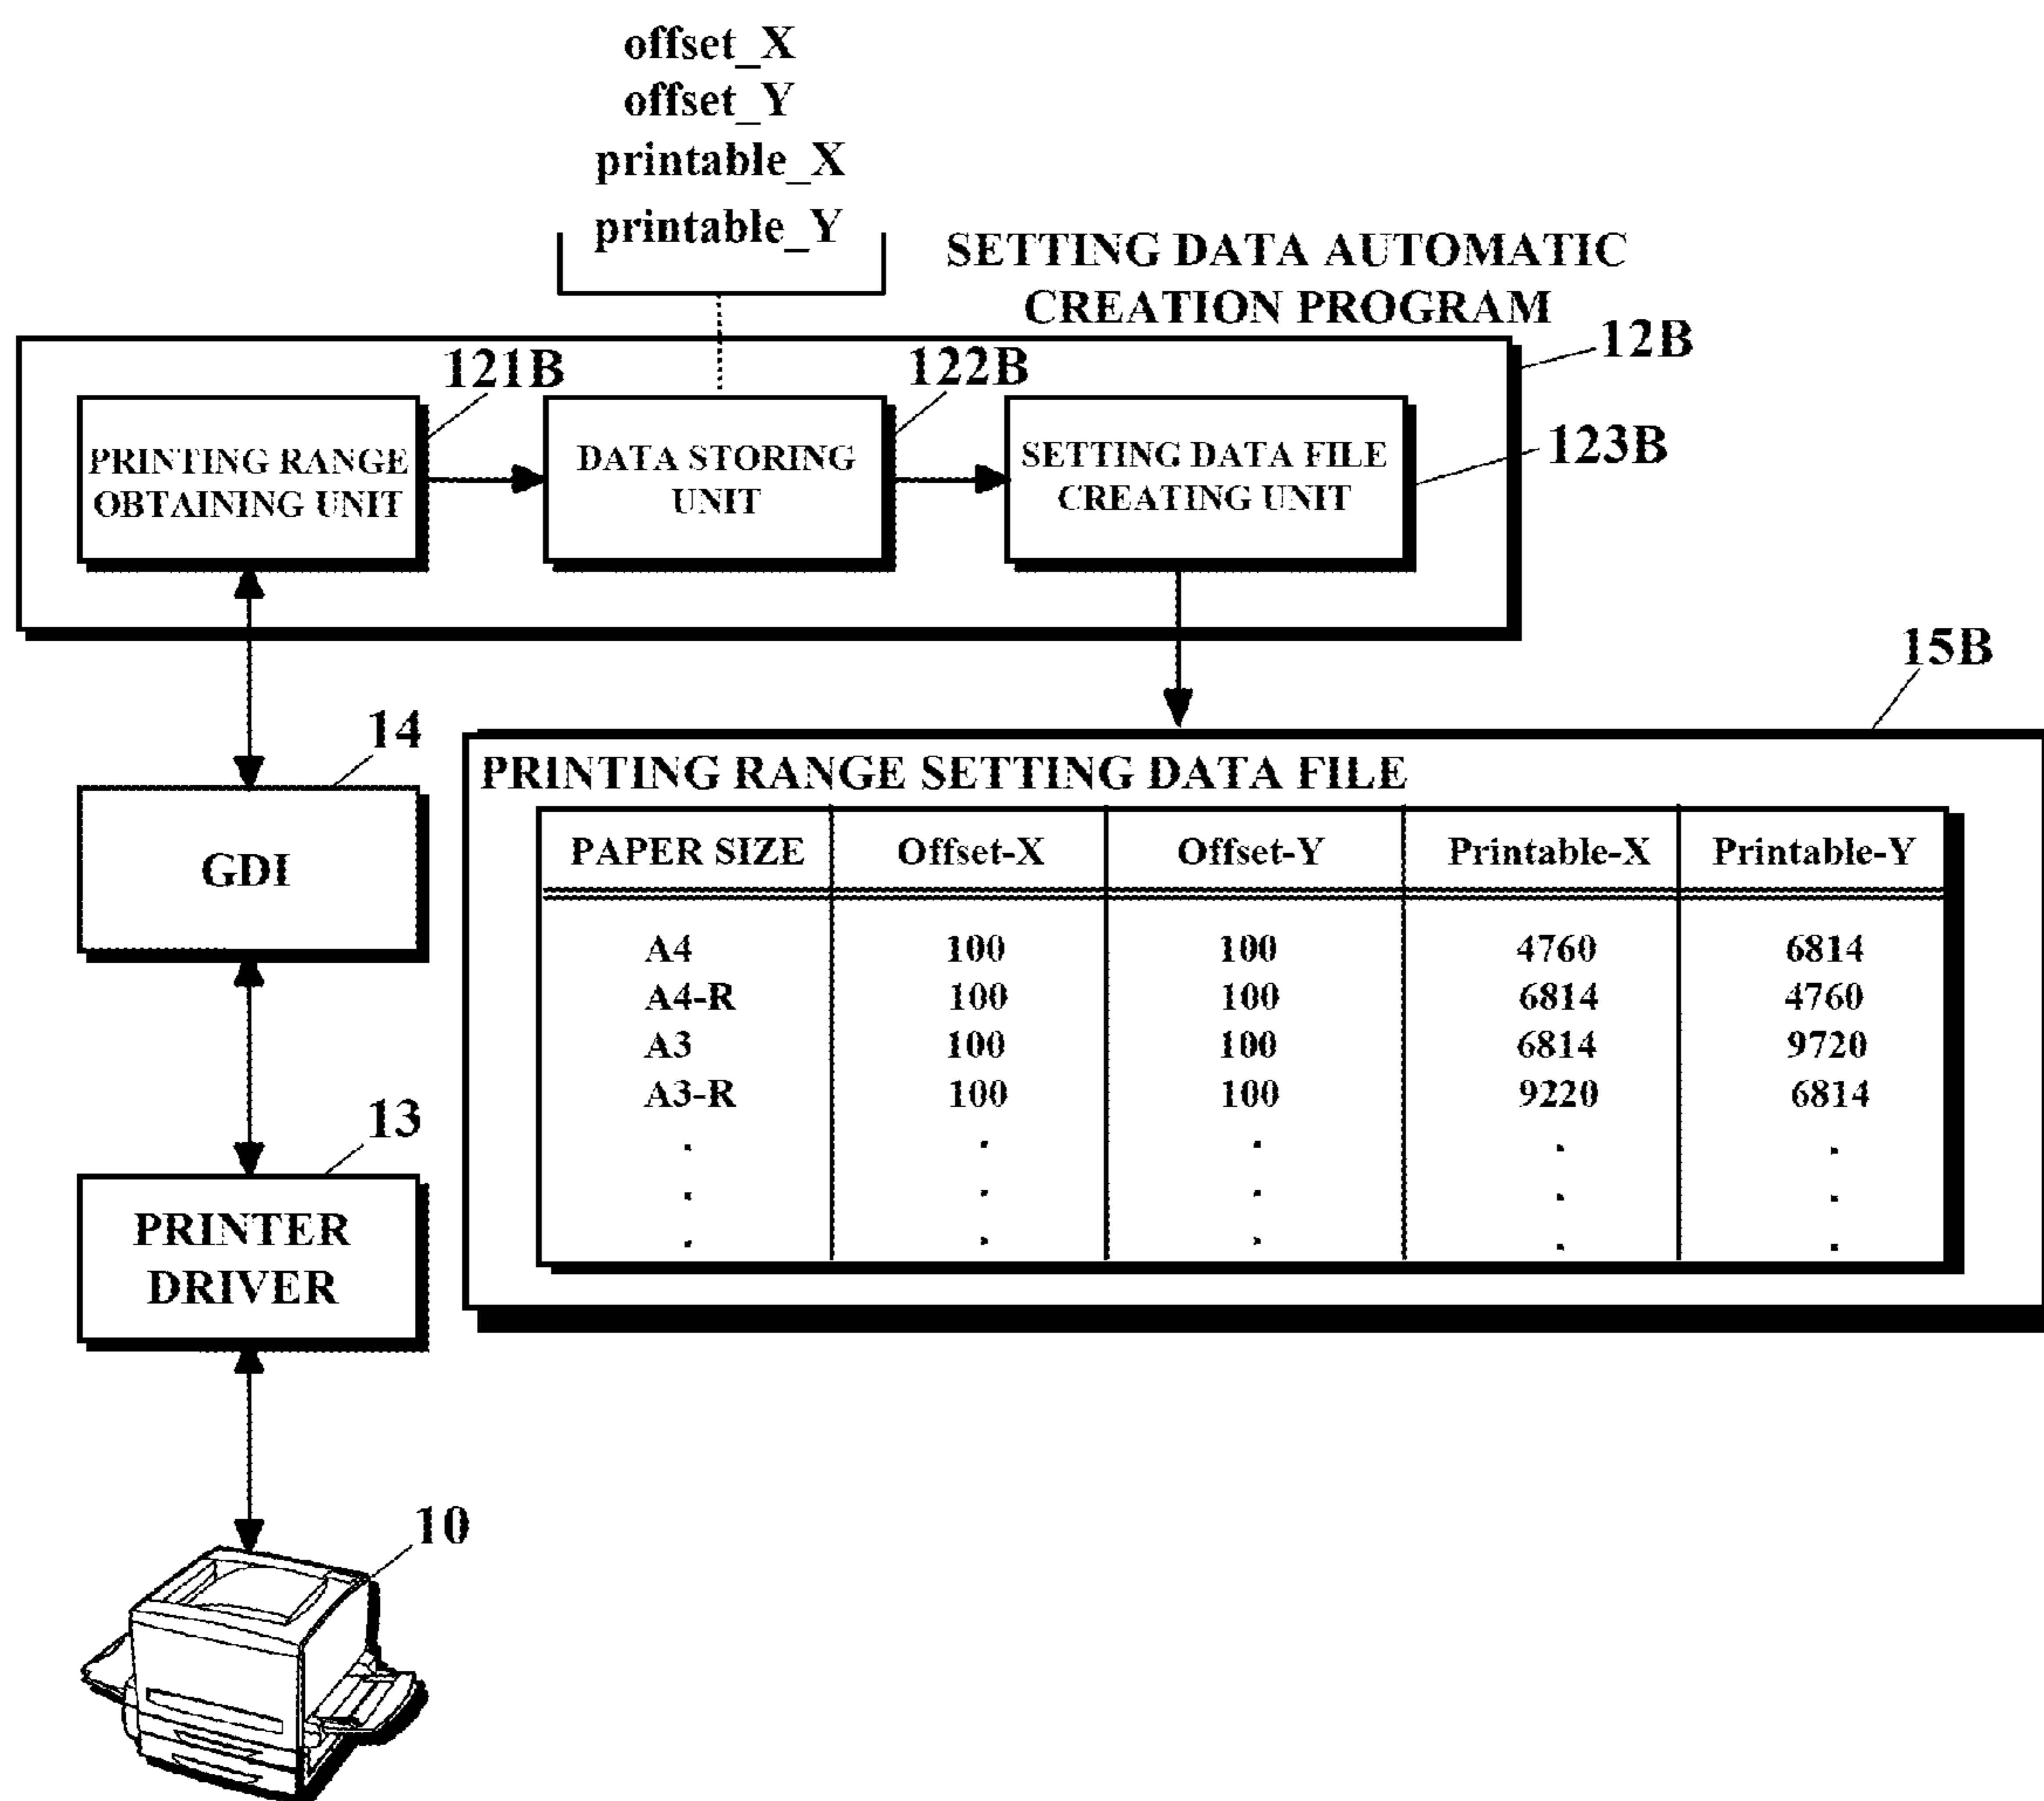 offset_X
offset_Y
printable_X
printable_Y
SETTING DATA AUTOMATIC
CREATION PROGRAM
12B
121B
122B
123B
PRINTING RANGE
OBTAINING UNIT
DATA STORING
UNIT
SETTING DATA FILE
CREATING UNIT
15B
14
GDI
PRINTING RANGE SETTING DATA FILE
PAPER SIZE Offset-X Offset-Y Printable-X Printable-Y
A4 100 100 4760 6814
A4-R 100 100 6814 4760
A3 100 100 6814 9720
A3-R 100 100 9220 6814
. . . . .
. . . . .
. . . . .
13
PRINTER
DRIVER
10